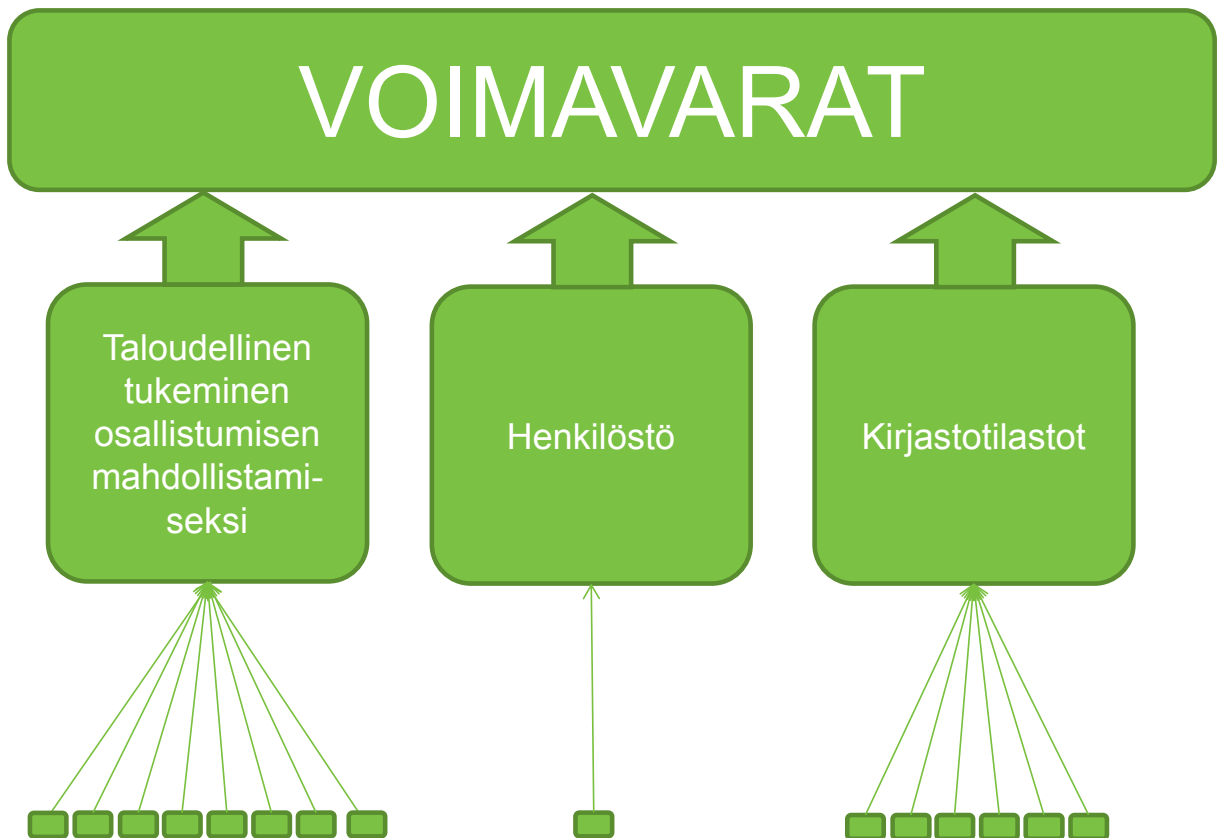 VOIMAVARAT
Taloudellinen
tukeminen
osallistumisen
mahdollistami-
seksi
Henkilöstö
Kirjastotilastot